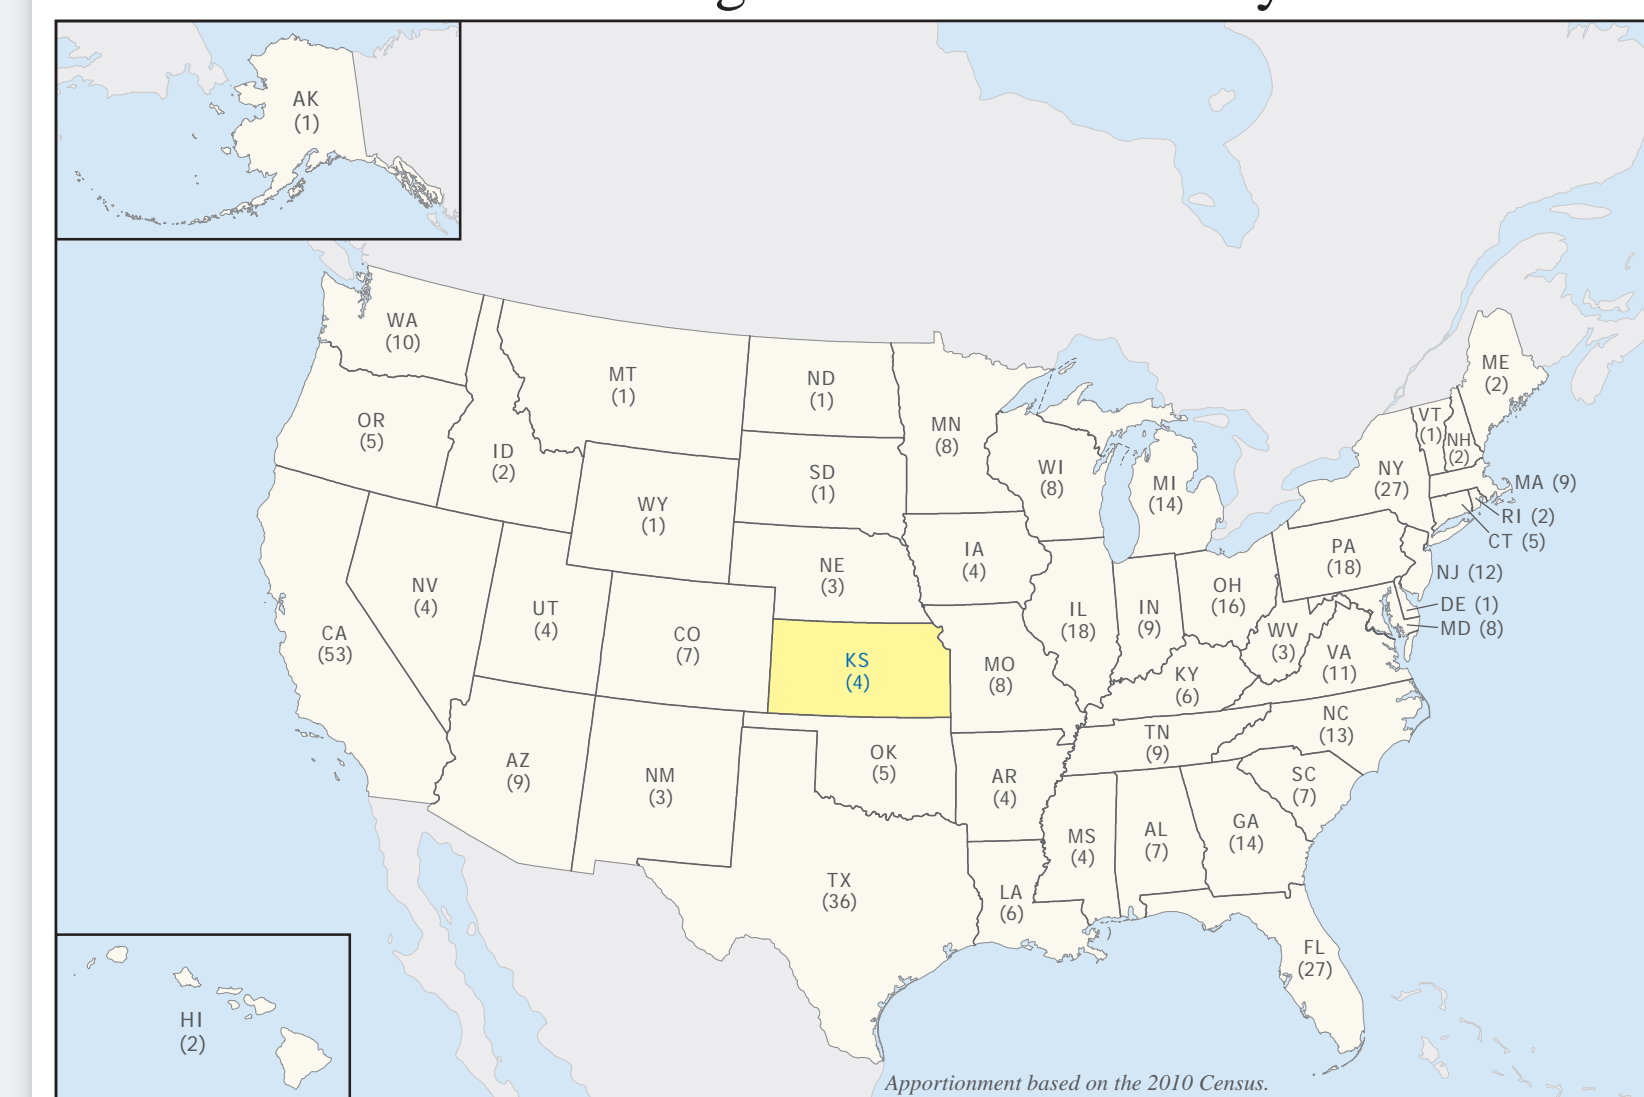 AK
(1)
WA
(10)
MT
(1)
ND
(1)
MN
(8)
ME
(2)
VT
(1)
NH
(2)
OR
(5)
ID
(2)
SD
(1)
WI
(8)
MI
(14)
NY
(27)
MA (9)
RI (2)
CT (5)
WY
(1)
IA
(4)
PA
(18)
NJ (12)
NE
(3)
NV
(4)
UT
(4)
IL
(18)
IN
(9)
OH
(16)
DE (1)
MD (8)
CA
(53)
CO
(7)
KS
(4)
MO
(8)
KY
(6)
WV
(3)
VA
(11)
NC
(13)
TN
(9)
AZ
(9)
NM
(3)
OK
(5)
AR
(4)
SC
(7)
MS
(4)
AL
(7)
GA
(14)
TX
(36)
LA
(6)
FL
(27)
HI
(2)
Apportionment based on the 2010 Census.